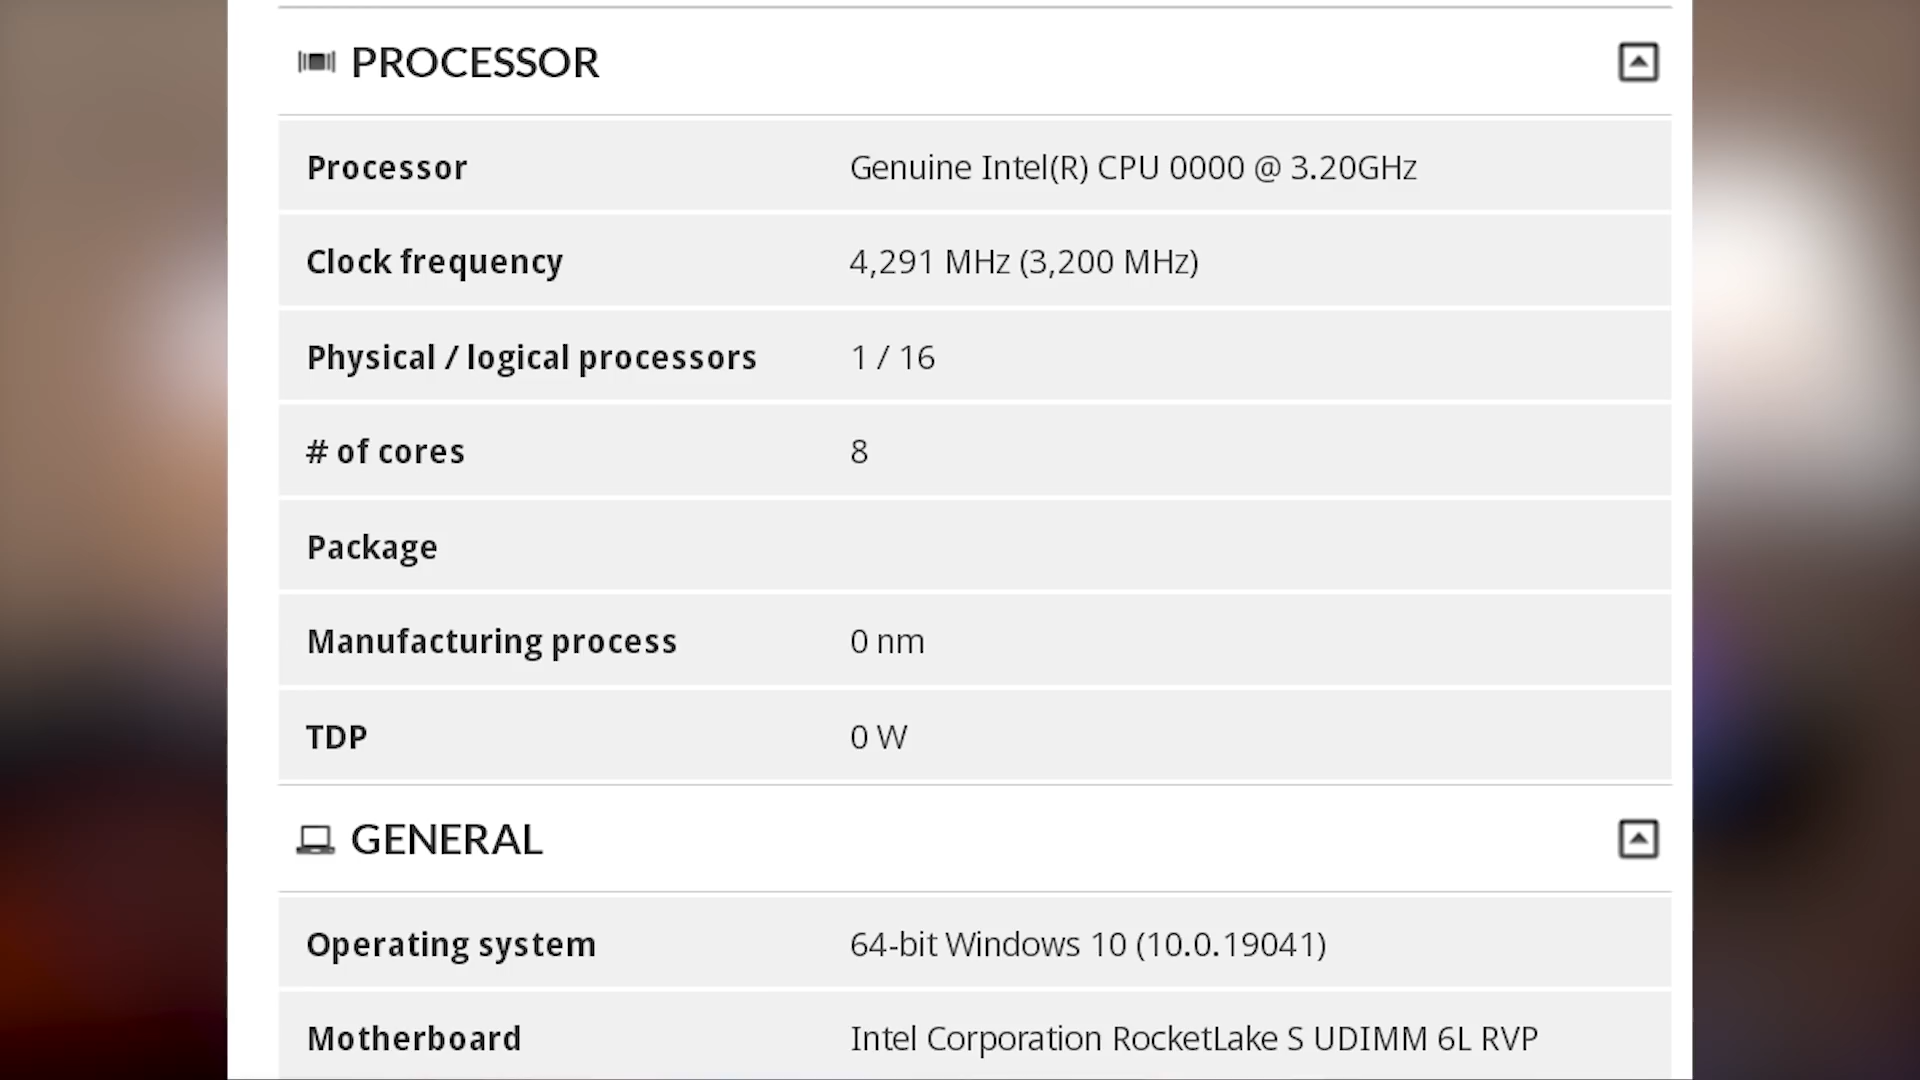 PROCESSOR
Processor Genuine Intel(R) CPU 0000 @ 3.20GHz
Clock frequency 4,291 MHz (3,200 MHz)
Physical / logical processors 1 / 16
# of cores 8
Package
Manufacturing process 0 nm
TDP 0 W
GENERAL
Operating system 64-bit Windows 10 (10.0.19041)
Motherboard Intel Corporation RocketLake S UDIMM 6L RVP